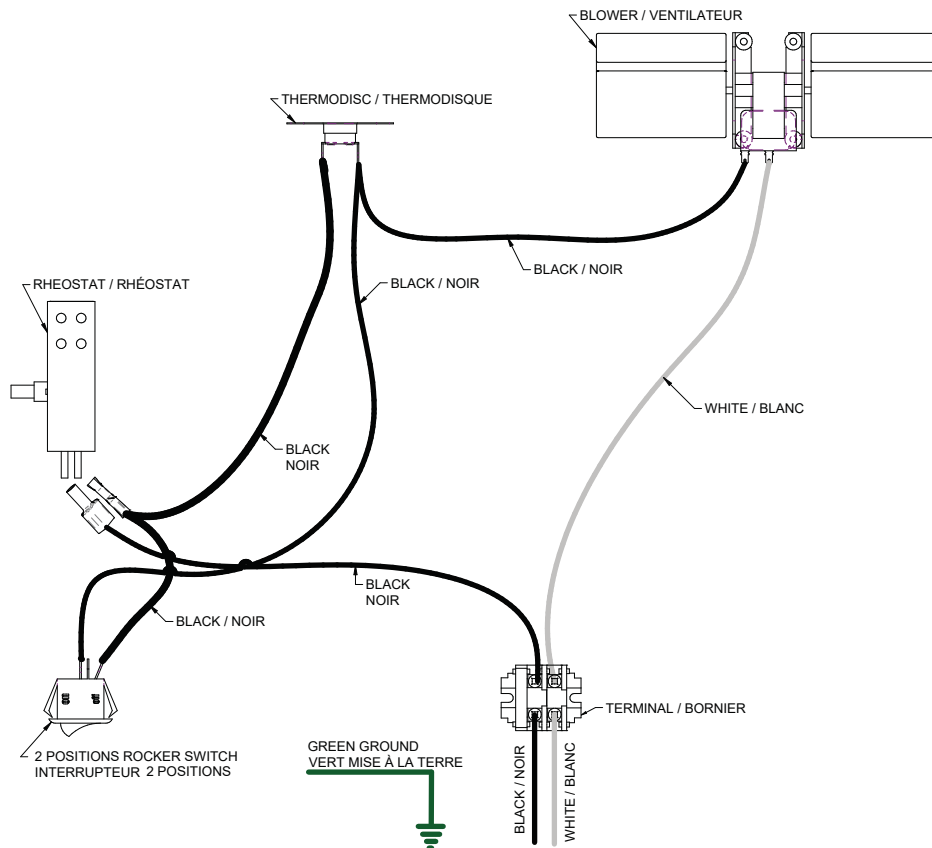 BLOWER / VENTILATEUR
THERMODISC / THERMODISQUE
BLACK / NOIR
BLACK / NOIR
RHEOSTAT / RHÉOSTAT
WHITE / BLANC
BLACK
NOIR
BLACK
NOIR
BLACK / NOIR
TERMINAL / BORNIER
2 POSITIONS ROCKER SWITCH
INTERRUPTEUR 2 POSITIONS
GREEN GROUND
VERT MISE À LA TERRE
BLACK / NOIR
WHITE / BLANC